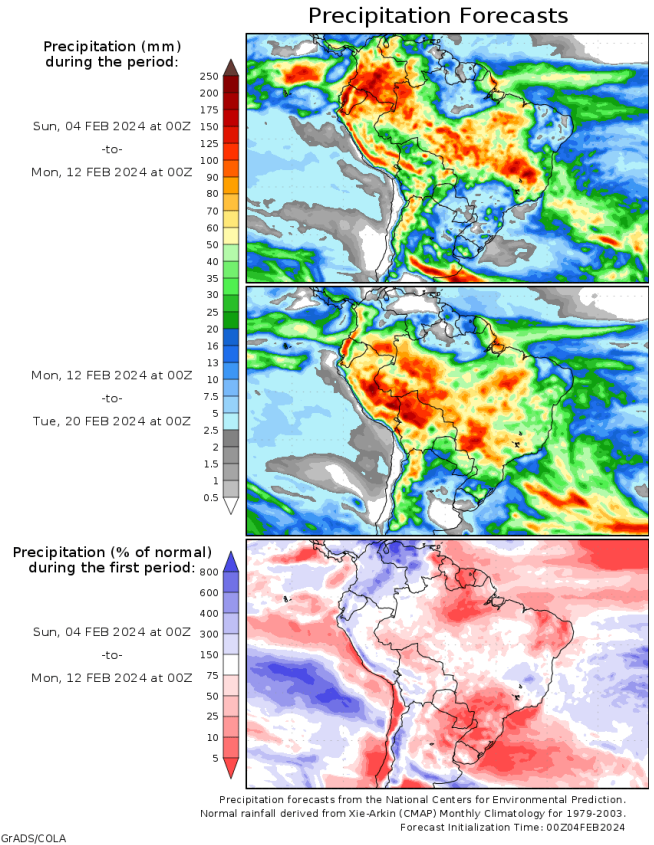 Precipitation Forecasts
Precipitation (mm)
during the period:
Sun, 04 FEB 2024 at 00Z
-to-
Mon, 12 FEB 2024 at 00Z
250
200
175
150
125
100
90
80
70
60
50
40
35
30
25
20
16
13
10
7.5
5
2.5
2
1.5
1
0.5
Mon, 12 FEB 2024 at 00Z
-to-
Tue, 20 FEB 2024 at 00Z
Precipitation (% of normal)
during the first period:
Sun, 04 FEB 2024 at 00Z
-to-
Mon, 12 FEB 2024 at 00Z
800
600
400
300
150
75
50
25
10
5
Precipitation forecasts from the National Centers for Environmental Prediction.
Normal rainfall derived from Xie-Arkin (CMAP) Monthly Climatology for 1979-2003.
Forecast Initialization Time: 00Z04FEB2024
GrADS/COLA